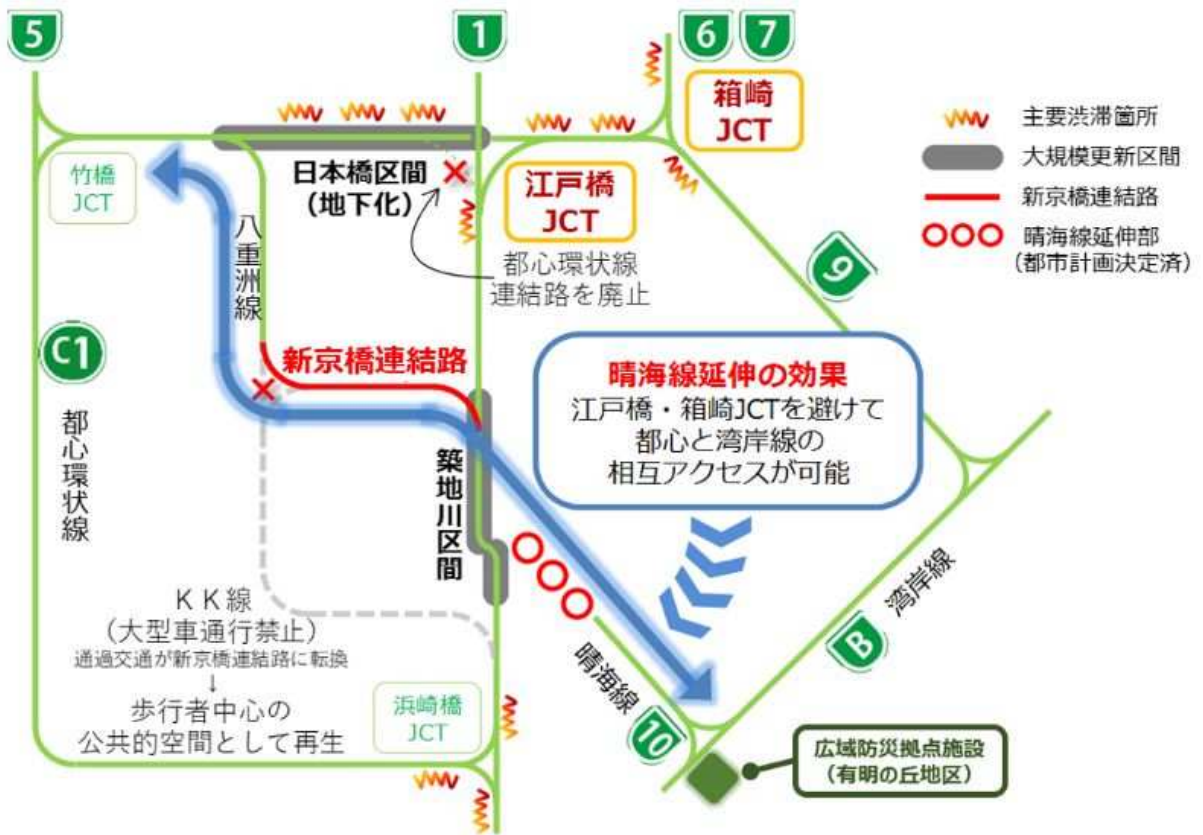 5
1
6 7
箱崎
JCT
主要渋滞箇所
大規模更新区間
新京橋連結路
晴海線延伸部
(都市計画決定済)
竹橋
JCT
日本橋区間
(地下化)
江戸橋
JCT
都心環状線
連結路を廃止
八重洲線
9
C1
都心環状線
新京橋連結路
晴海線延伸の効果
江戸橋・箱崎JCTを避けて
都心と湾岸線の
相互アクセスが可能
築地川区間
KK線
(大型車通行禁止)
通過交通が新京橋連結路に転換
↓
歩行者中心の
公共的空間として再生
浜崎橋
JCT
晴海線
10
B
湾岸線
広域防災拠点施設
(有明の丘地区)